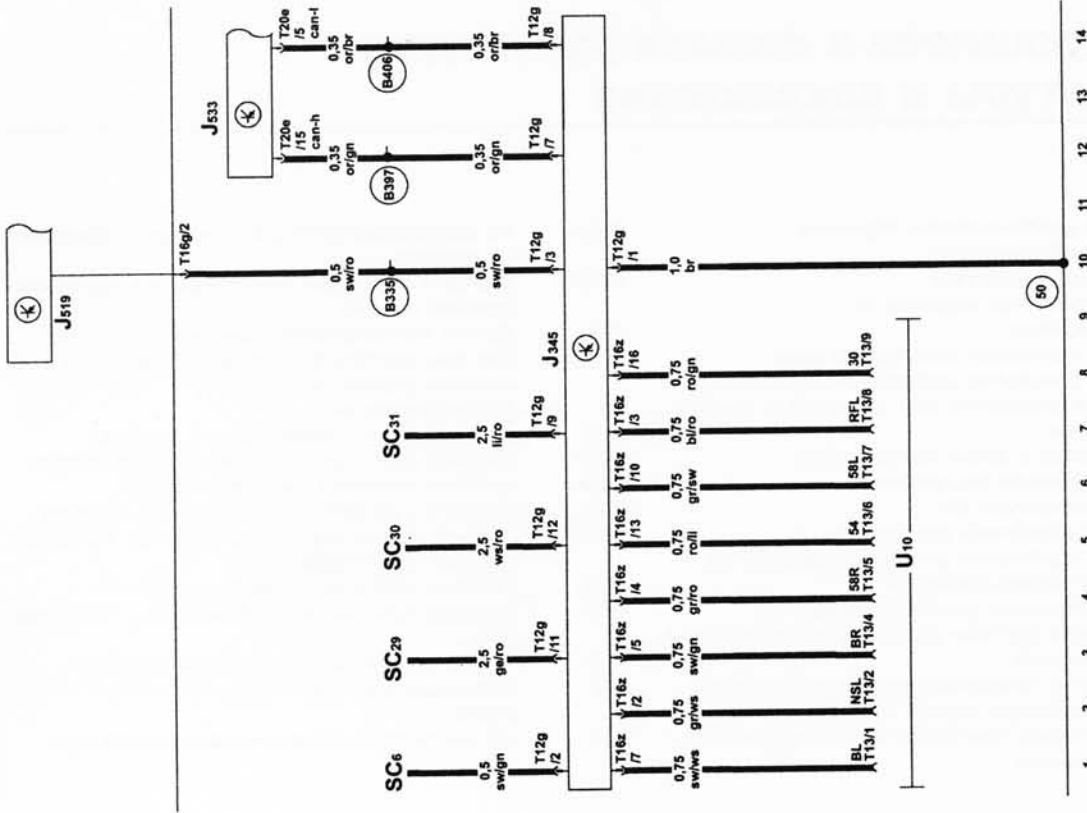 J519
J533
T16g/2
T20e
/15
can-h
T20e
/5
can-l
0,5
sw/ro
0,35
or/gn
0,35
or/br
B335
B397
B406
SC6
SC29
SC30
SC31
0,5
sw/gn
2,5
ge/ro
2,5
ws/ro
2,5
li/ro
0,5
sw/ro
0,35
or/gn
0,35
or/br
T12g
/2
T12g
/11
T12g
/12
T12g
/9
T12g
/3
T12g
/7
T12g
/8
J345
T16z
/7
T16z
/2
T16z
/5
T16z
/4
T16z
/13
T16z
/10
T16z
/3
T16z
/16
T12g
/1
0,75
sw/ws
0,75
gr/ws
0,75
sw/gn
0,75
gr/ro
0,75
ro/li
0,75
gr/sw
0,75
bl/ro
0,75
ro/gn
1,0
br
BL
T13/1
NSL
T13/2
BR
T13/4
58R
T13/5
54
T13/6
58L
T13/7
RFL
T13/8
30
T13/9
U10
50
1 2 3 4 5 6 7 8 9 10 11 12 13 14